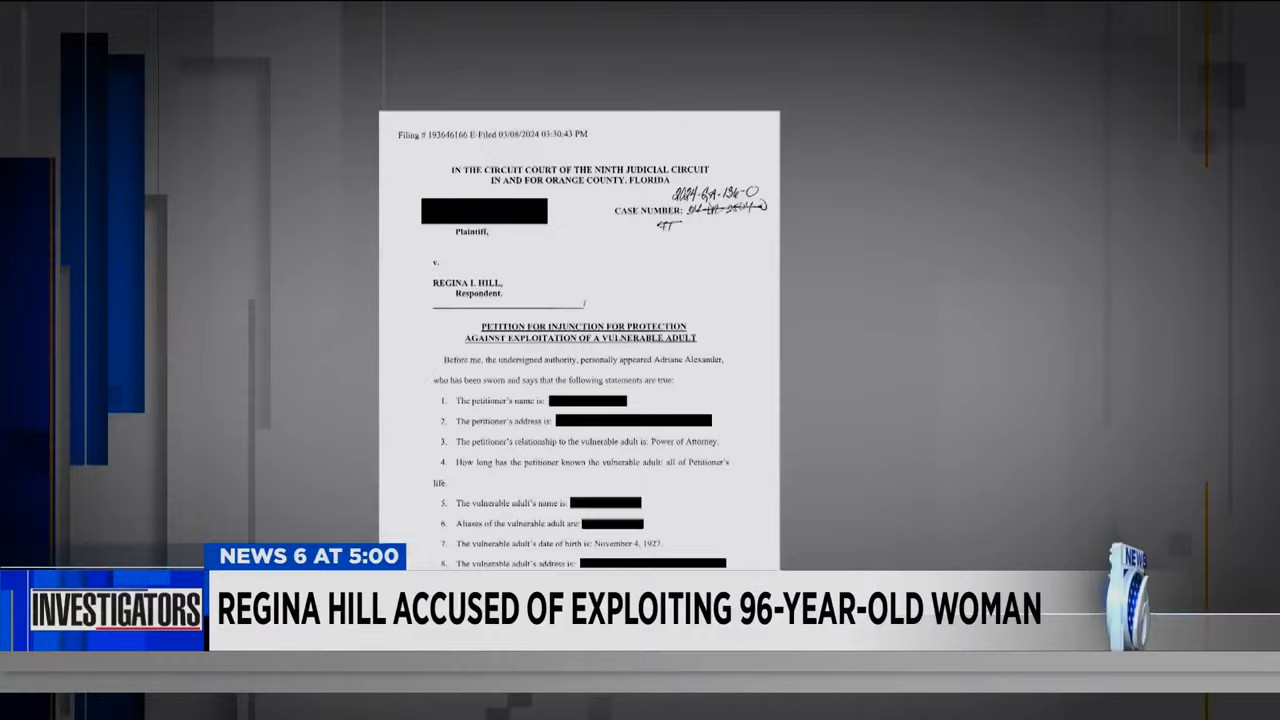 Filing # 193646166 E-Filed 03/08/2024 03:30:43 PM
IN THE CIRCUIT COURT OF THE NINTH JUDICIAL CIRCUIT
IN AND FOR ORANGE COUNTY, FLORIDA
CASE NUMBER:
Plaintiff,
v.
REGINA I. HILL,
Respondent.
/
PETITION FOR INJUNCTION FOR PROTECTION
AGAINST EXPLOITATION OF A VULNERABLE ADULT
Before me, the undersigned authority, personally appeared Adriane Alexander,
who has been sworn and says that the following statements are true:
1. The petitioner's name is:
2. The petitioner's address is:
3. The petitioner's relationship to the vulnerable adult is: Power of Attorney.
4. How long has the petitioner known the vulnerable adult: all of Petitioner's
life.
5. The vulnerable adult's name is:
6. Aliases of the vulnerable adult are:
7. The vulnerable adult's date of birth is: November 4, 1927.
8. The vulnerable adult's address is:
NEWS 6 AT 5:00
INVESTIGATORS
REGINA HILL ACCUSED OF EXPLOITING 96-YEAR-OLD WOMAN
NEWS
6